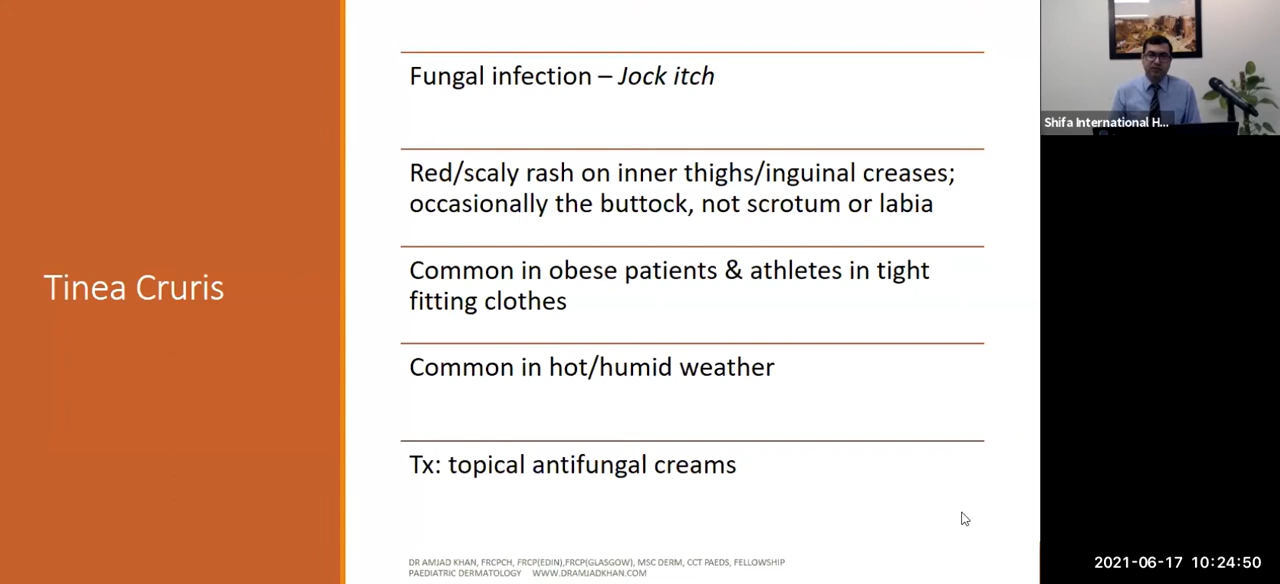 Tinea Cruris
Fungal infection – Jock itch
Red/scaly rash on inner thighs/inguinal creases;
occasionally the buttock, not scrotum or labia
Common in obese patients & athletes in tight
fitting clothes
Common in hot/humid weather
Tx: topical antifungal creams
DR AMJAD KHAN, FRCPCH, FRCP(EDIN),FRCP(GLASGOW), MSC DERM, CCT PAEDS, FELLOWSHIP
PAEDIATRIC DERMATOLOGY WWW.DRAMJADKHAN.COM
Shifa International H...
2021-06-17 10:24:50